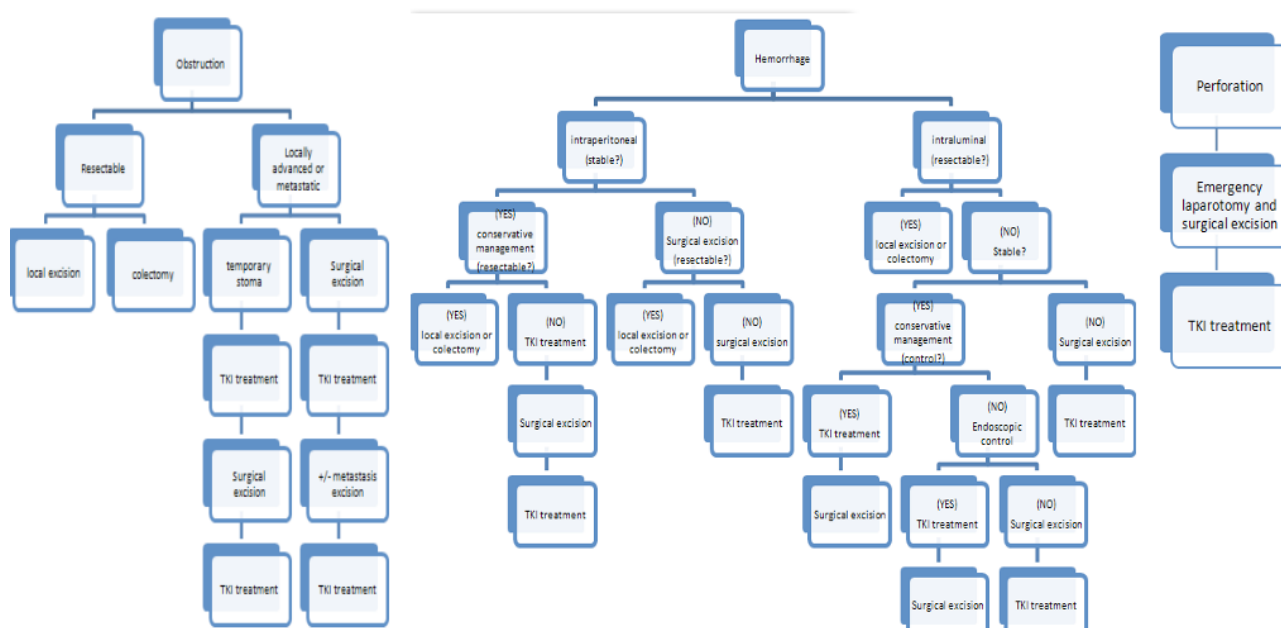 Obstruction
Resectable
Locally
advanced or
metastatic
local excision
colectomy
temporary
stoma
Surgical
excision
TKI treatment
TKI treatment
Surgical
excision
+/- metastasis
excision
TKI treatment
TKI treatment
Hemorrhage
intraperitoneal
(stable?)
intraluminal
(resectable?)
(YES)
conservative
management
(resectable?)
(NO)
Surgical excision
(resectable?)
(YES)
local excision or
colectomy
(NO)
Stable?
(YES)
local excision or
colectomy
(NO)
TKI treatment
(YES)
local excision or
colectomy
(NO)
surgical excision
(YES)
conservative
management
(control?)
(NO)
Surgical excision
Surgical excision
TKI treatment
(YES)
TKI treatment
(NO)
Endoscopic
control
TKI treatment
TKI treatment
Surgical excision
(YES)
TKI treatment
(NO)
Surgical excision
Surgical excision
TKI treatment
Perforation
Emergency
laparotomy and
surgical excision
TKI treatment